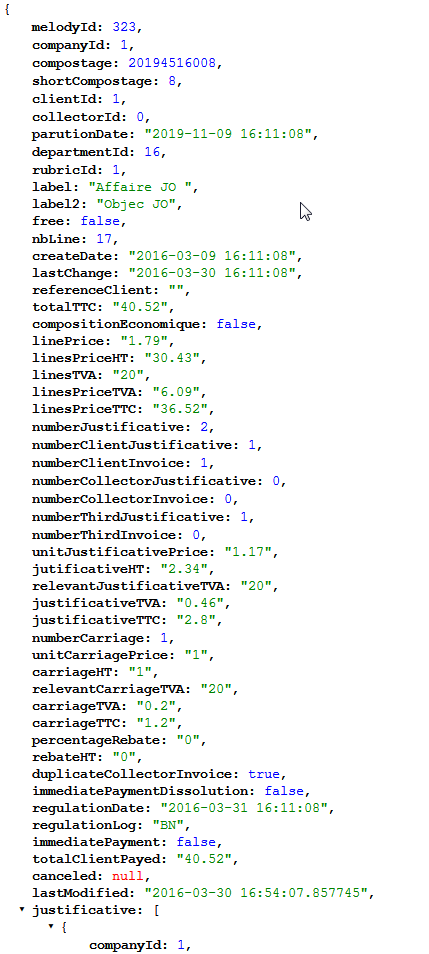 {
melodyId: 323,
companyId: 1,
compostage: 20194516008,
shortCompostage: 8,
clientId: 1,
collectorId: 0,
parutionDate: "2019-11-09 16:11:08",
departmentId: 16,
rubricId: 1,
label: "Affaire JO ",
label2: "Objec JO",
free: false,
nbLine: 17,
createDate: "2016-03-09 16:11:08",
lastChange: "2016-03-30 16:11:08",
referenceClient: "",
totalTTC: "40.52",
compositionEconomique: false,
linePrice: "1.79",
linesPriceHT: "30.43",
linesTVA: "20",
linesPriceTVA: "6.09",
linesPriceTTC: "36.52",
numberJustificative: 2,
numberClientJustificative: 1,
numberClientInvoice: 1,
numberCollectorJustificative: 0,
numberCollectorInvoice: 0,
numberThirdJustificative: 1,
numberThirdInvoice: 0,
unitJustificativePrice: "1.17",
jutificativeHT: "2.34",
relevantJustificativeTVA: "20",
justificativeTVA: "0.46",
justificativeTTC: "2.8",
numberCarriage: 1,
unitCarriagePrice: "1",
carriageHT: "1",
relevantCarriageTVA: "20",
carriageTVA: "0.2",
carriageTTC: "1.2",
percentageRebate: "0",
rebateHT: "0",
duplicateCollectorInvoice: true,
immediatePaymentDissolution: false,
regulationDate: "2016-03-31 16:11:08",
regulationLog: "BN",
immediatePayment: false,
totalClientPayed: "40.52",
canceled: null,
lastModified: "2016-03-30 16:54:07.857745",
justificative: [
{
companyId: 1,